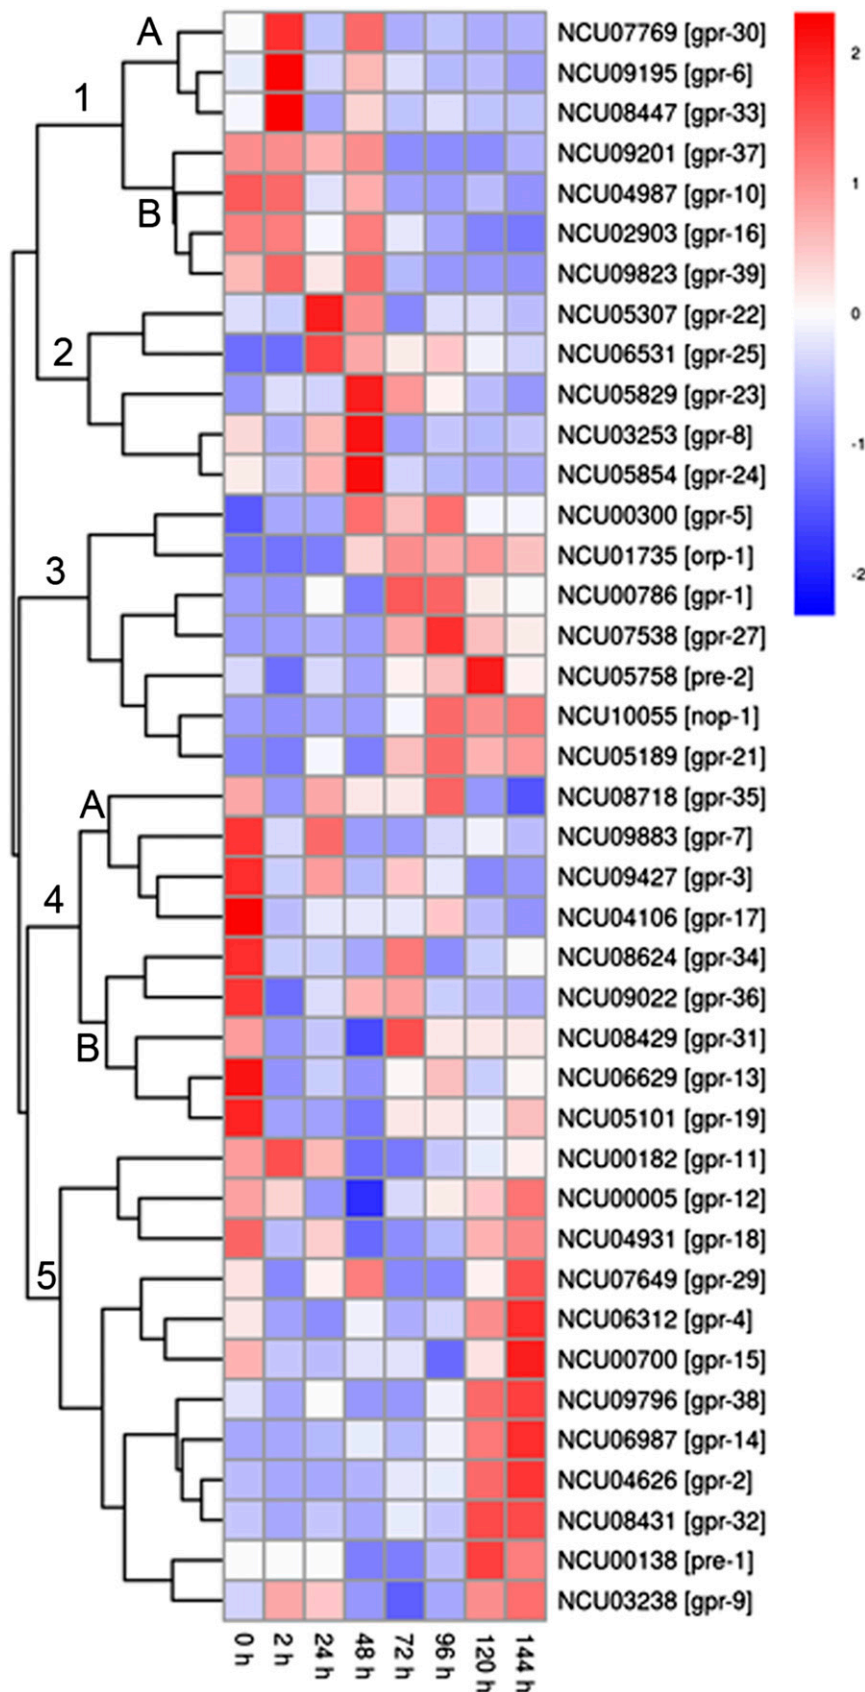 A
1
B
2
3
A
4
B
5
NCU07769 [gpr-30]
NCU09195 [gpr-6]
NCU08447 [gpr-33]
NCU09201 [gpr-37]
NCU04987 [gpr-10]
NCU02903 [gpr-16]
NCU09823 [gpr-39]
NCU05307 [gpr-22]
NCU06531 [gpr-25]
NCU05829 [gpr-23]
NCU03253 [gpr-8]
NCU05854 [gpr-24]
NCU00300 [gpr-5]
NCU01735 [orp-1]
NCU00786 [gpr-1]
NCU07538 [gpr-27]
NCU05758 [pre-2]
NCU10055 [nop-1]
NCU05189 [gpr-21]
NCU08718 [gpr-35]
NCU09883 [gpr-7]
NCU09427 [gpr-3]
NCU04106 [gpr-17]
NCU08624 [gpr-34]
NCU09022 [gpr-36]
NCU08429 [gpr-31]
NCU06629 [gpr-13]
NCU05101 [gpr-19]
NCU00182 [gpr-11]
NCU00005 [gpr-12]
NCU04931 [gpr-18]
NCU07649 [gpr-29]
NCU06312 [gpr-4]
NCU00700 [gpr-15]
NCU09796 [gpr-38]
NCU06987 [gpr-14]
NCU04626 [gpr-2]
NCU08431 [gpr-32]
NCU00138 [pre-1]
NCU03238 [gpr-9]
2
1
0
-1
-2
0 h
2 h
24 h
48 h
72 h
96 h
120 h
144 h